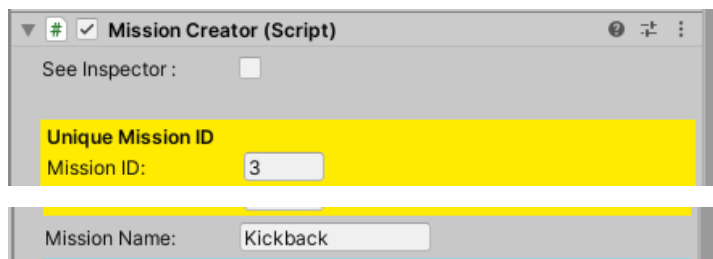 # Mission Creator (Script)
See Inspector :
Unique Mission ID
Mission ID: 3
Mission Name: Kickback